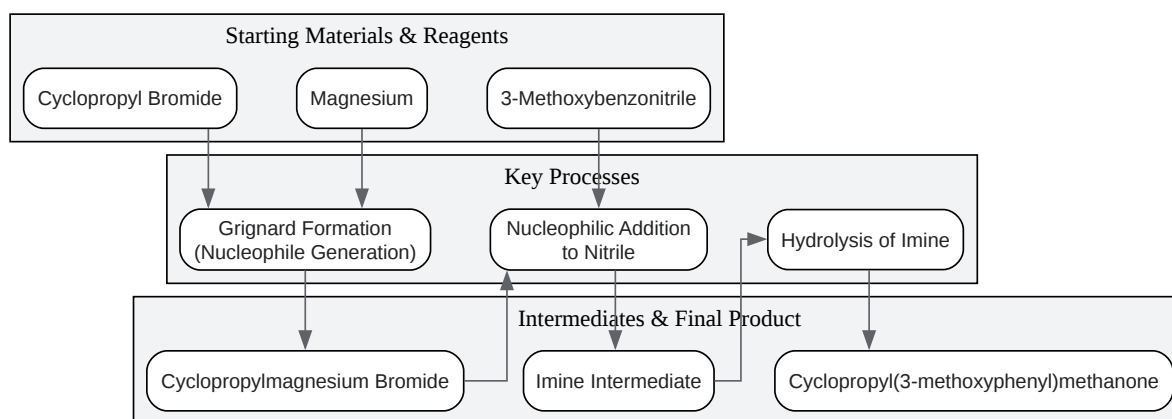 Starting Materials & Reagents
Cyclopropyl Bromide
Magnesium
3-Methoxybenzonitrile
Key Processes
Grignard Formation
(Nucleophile Generation)
Nucleophilic Addition
to Nitrile
Hydrolysis of Imine
Intermediates & Final Product
Cyclopropylmagnesium Bromide
Imine Intermediate
Cyclopropyl(3-methoxyphenyl)methanone